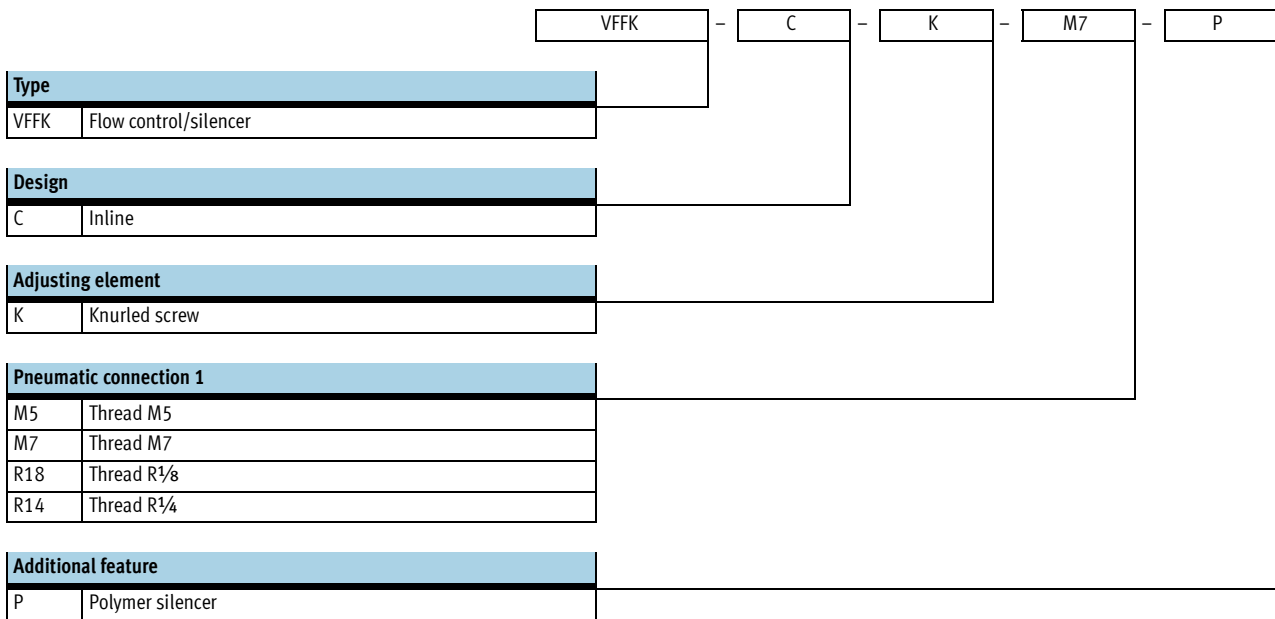 VFFK – C – K – M7 – P
Type
VFFK Flow control/silencer
Design
C Inline
Adjusting element
K Knurled screw
Pneumatic connection 1
M5 Thread M5
M7 Thread M7
R18 Thread R⅛
R14 Thread R¼
Additional feature
P Polymer silencer